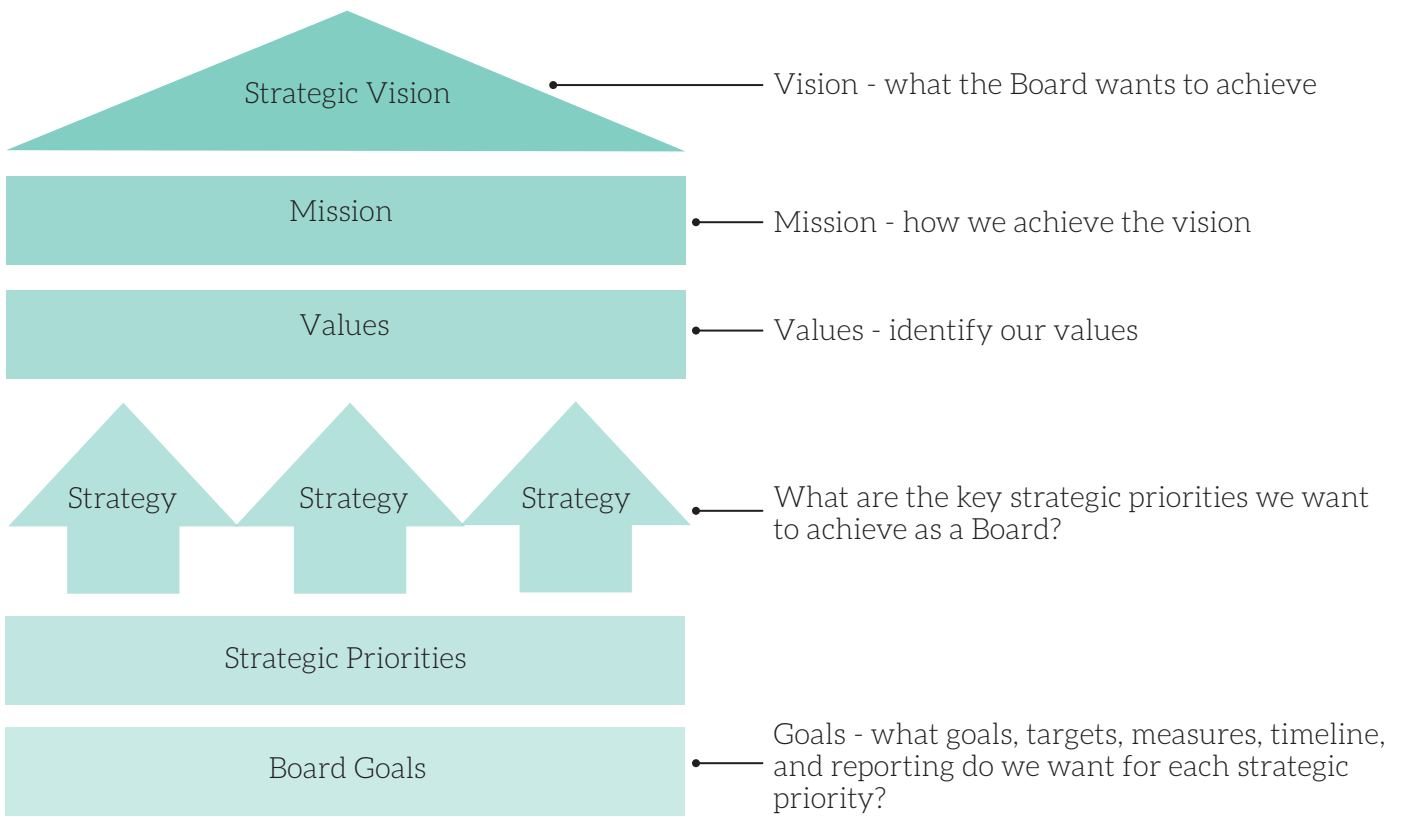 Strategic Vision
Vision - what the Board wants to achieve
Mission
Mission - how we achieve the vision
Values
Values - identify our values
Strategy
Strategy
Strategy
What are the key strategic priorities we want
to achieve as a Board?
Strategic Priorities
Board Goals
Goals - what goals, targets, measures, timeline,
and reporting do we want for each strategic
priority?